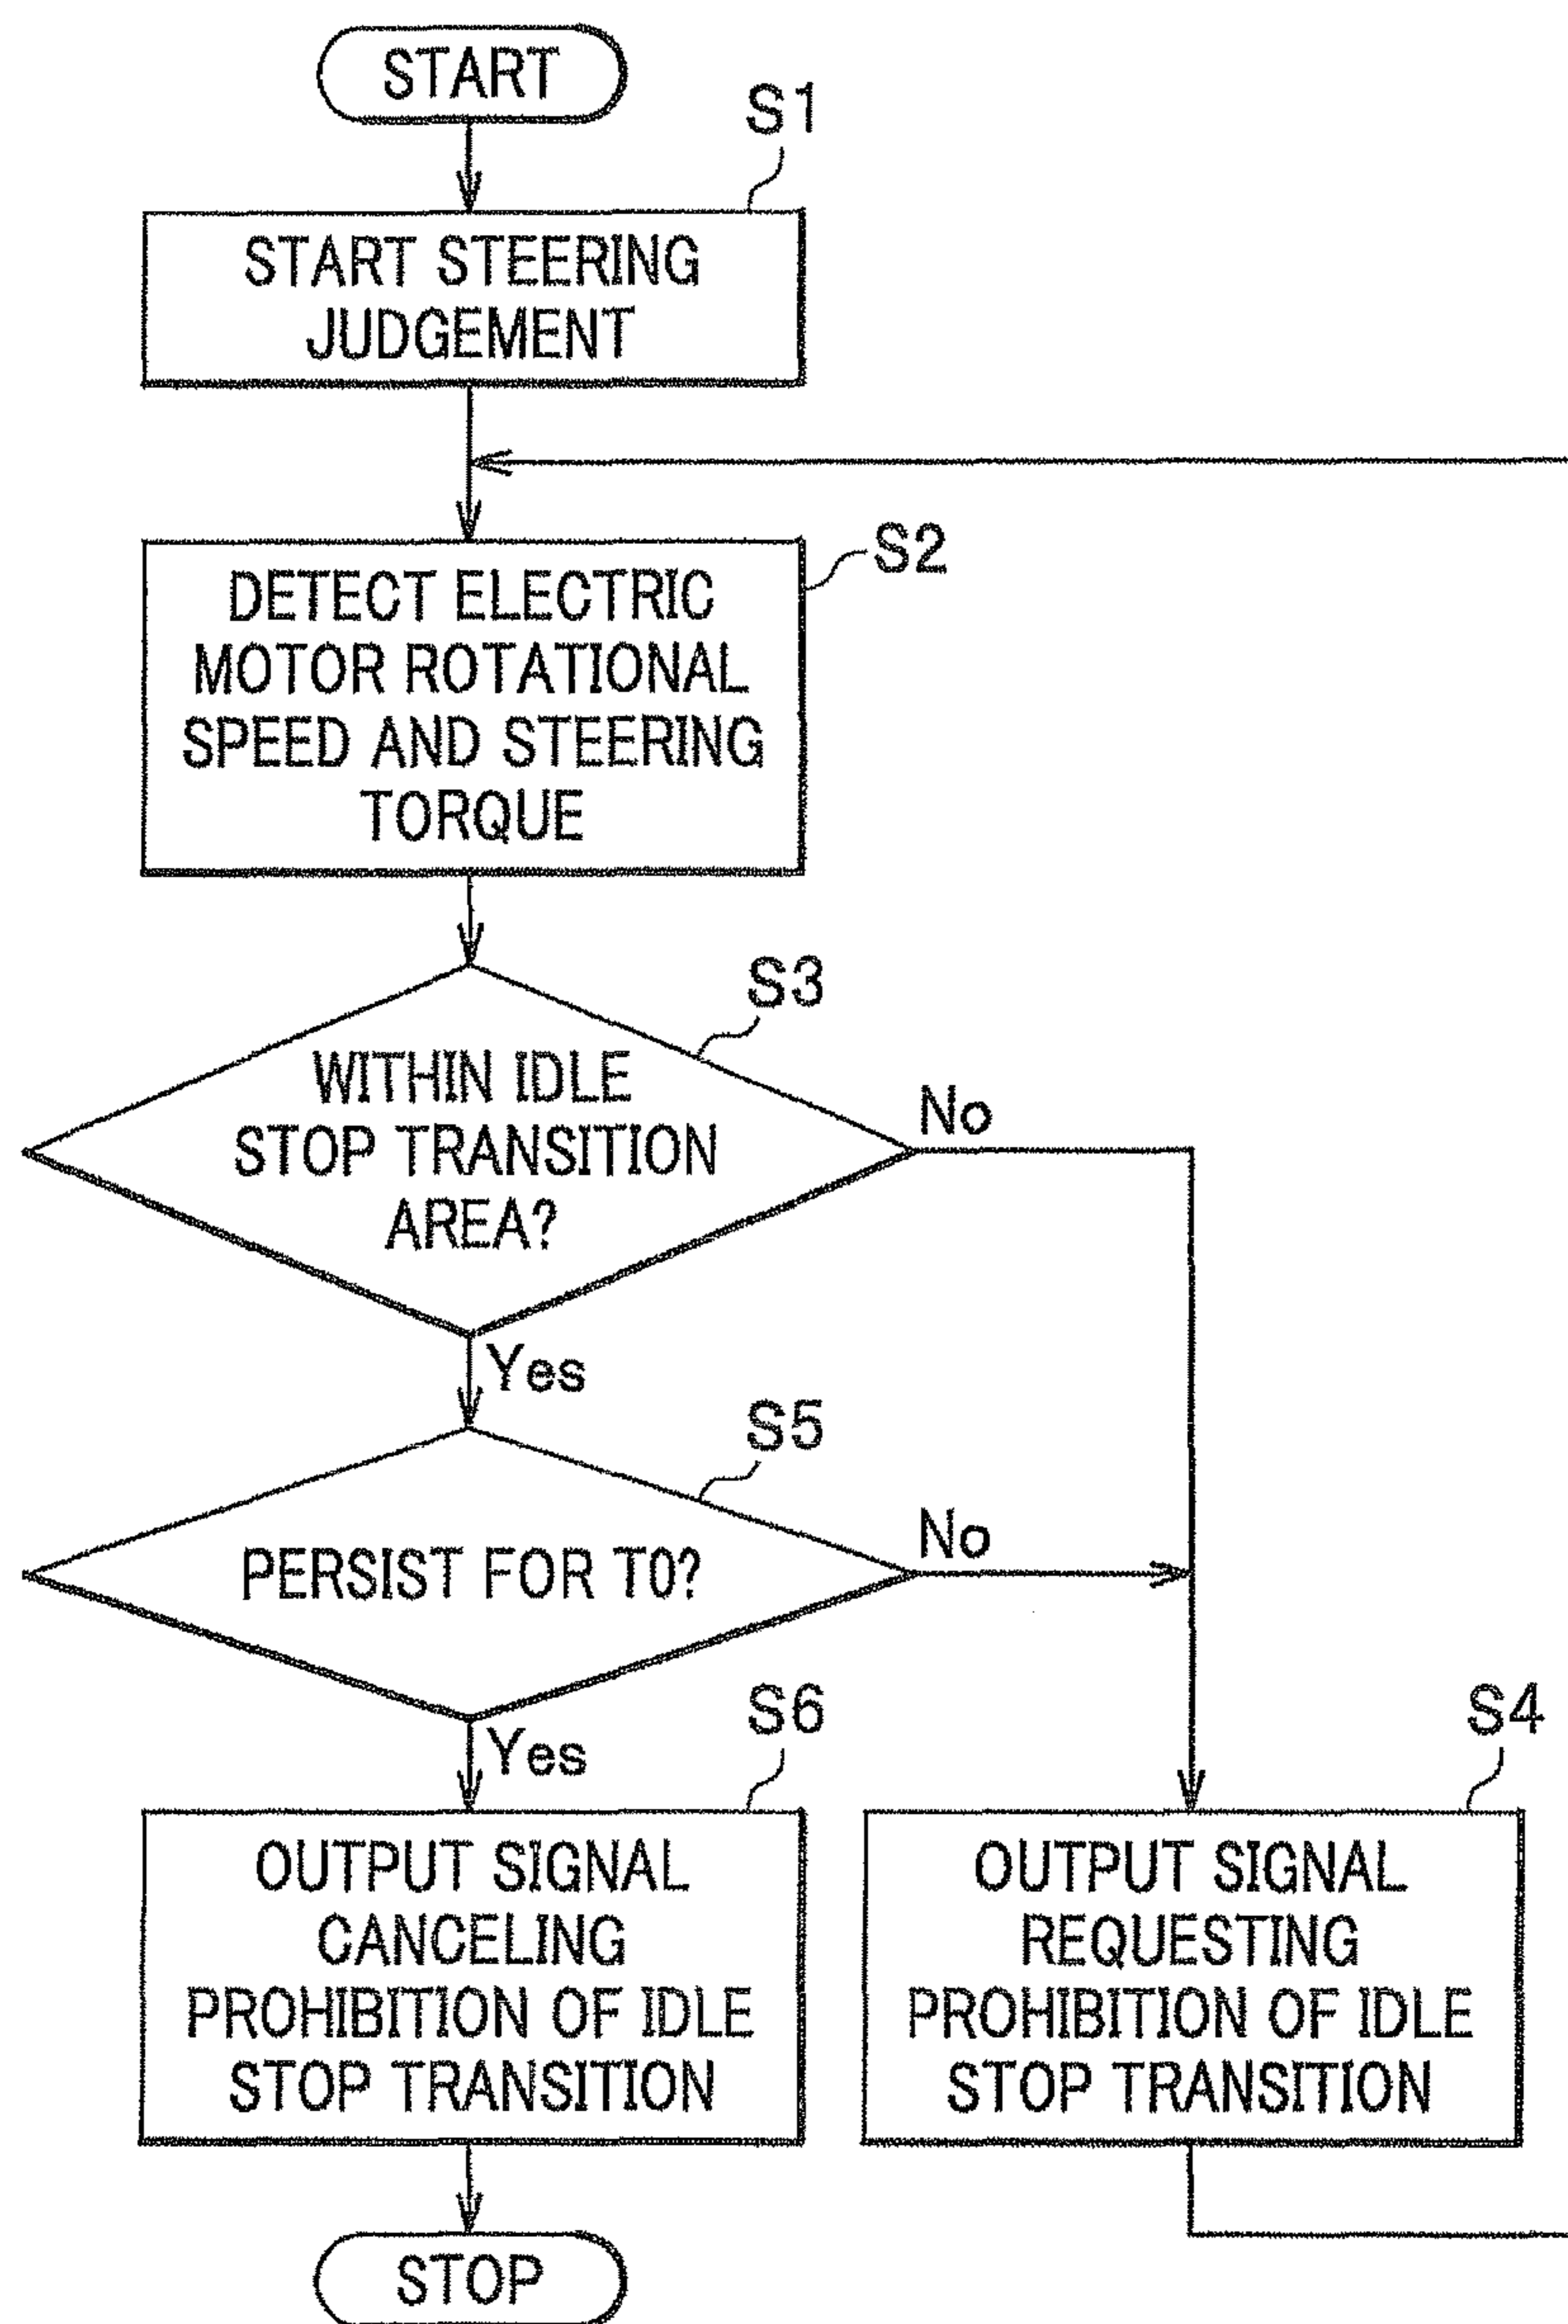 START
S1
START STEERING
JUDGEMENT
S2
DETECT ELECTRIC
MOTOR ROTATIONAL
SPEED AND STEERING
TORQUE
S3
WITHIN IDLE
STOP TRANSITION
AREA?
No
Yes
S5
PERSIST FOR T0?
No
Yes
S6
OUTPUT SIGNAL
CANCELING
PROHIBITION OF IDLE
STOP TRANSITION
S4
OUTPUT SIGNAL
REQUESTING
PROHIBITION OF IDLE
STOP TRANSITION
STOP